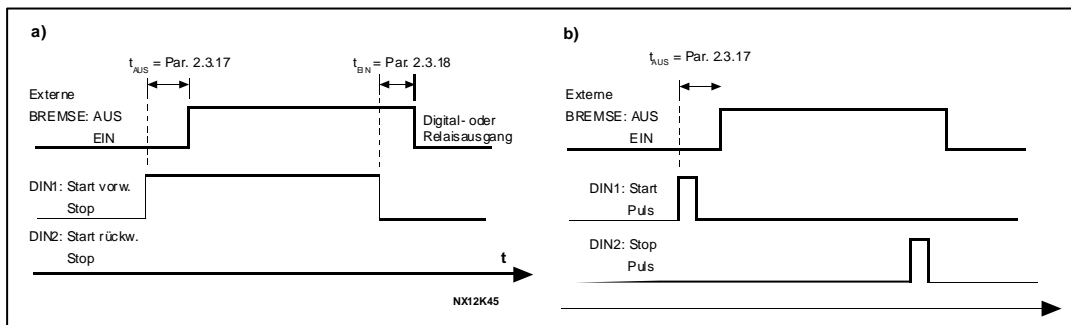 a)
t_AUS = Par. 2.3.17
t_EIN = Par. 2.3.18
Externe
BREMSE: AUS
EIN
Digital- oder
Relaisausgang
DIN1: Start vorw.
Stop
DIN2: Start rückw.
Stop
t
NX12K45
b)
t_AUS = Par. 2.3.17
Externe
BREMSE: AUS
EIN
DIN1: Start
Puls
DIN2: Stop
Puls